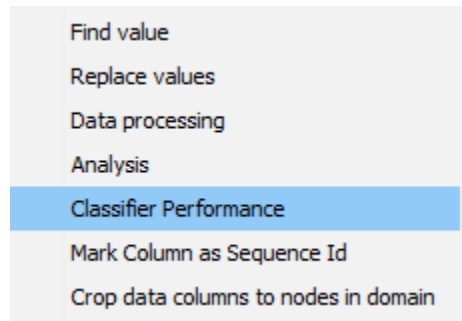 Find value
Replace values
Data processing
Analysis
Classifier Performance
Mark Column as Sequence Id
Crop data columns to nodes in domain